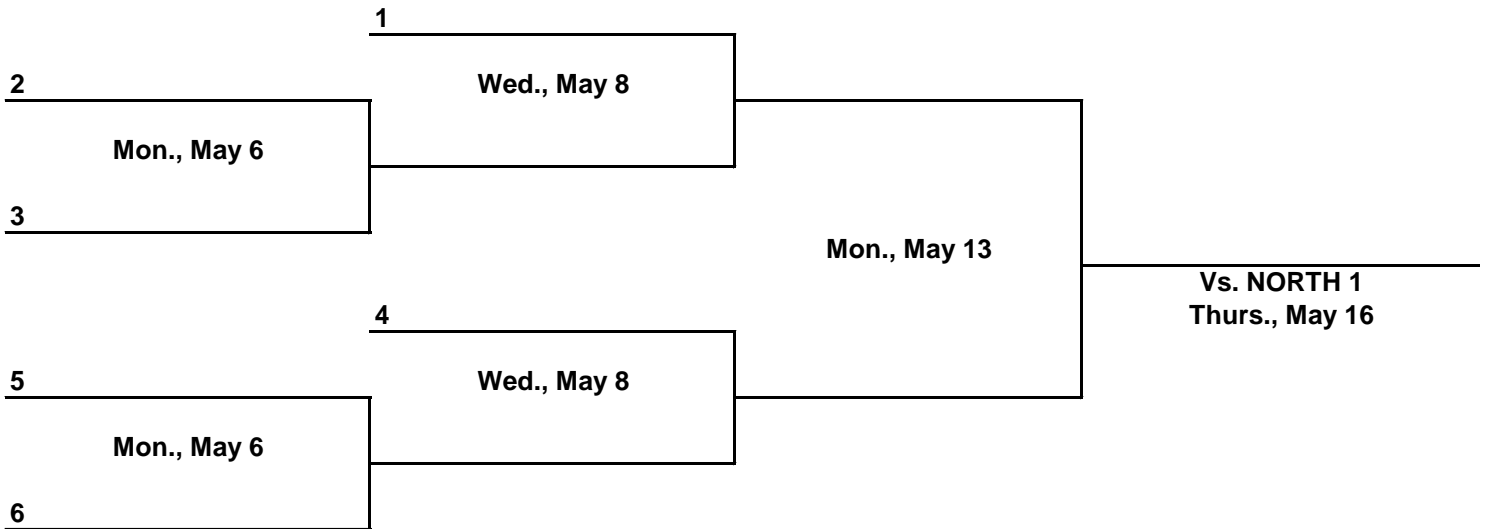 1
Wed., May 8
2
Mon., May 6
3
Mon., May 13
Vs. NORTH 1
Thurs., May 16
4
Wed., May 8
5
Mon., May 6
6